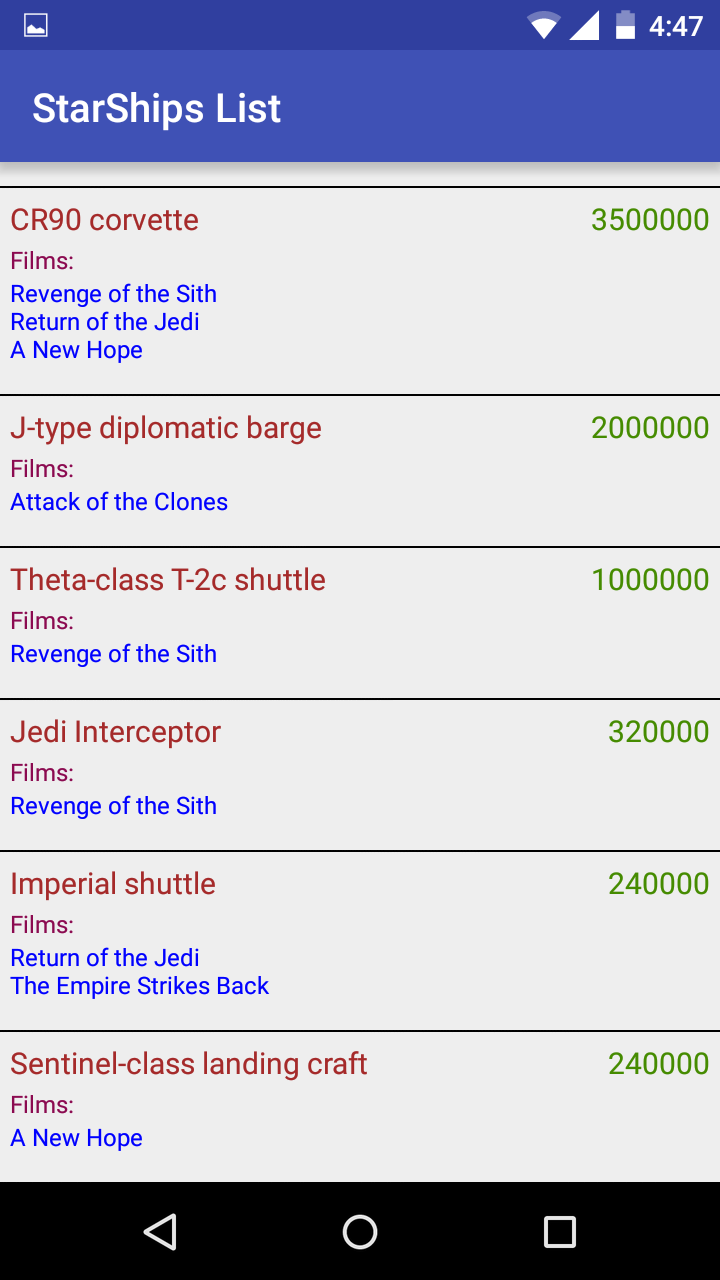 4:47
StarShips List
CR90 corvette 3500000
Films:
Revenge of the Sith
Return of the Jedi
A New Hope
J-type diplomatic barge 2000000
Films:
Attack of the Clones
Theta-class T-2c shuttle 1000000
Films:
Revenge of the Sith
Jedi Interceptor 320000
Films:
Revenge of the Sith
Imperial shuttle 240000
Films:
Return of the Jedi
The Empire Strikes Back
Sentinel-class landing craft 240000
Films:
A New Hope